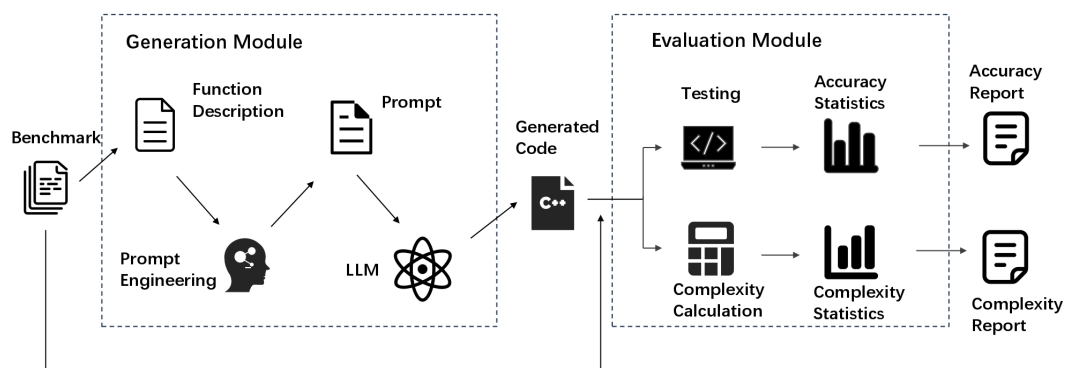 Generation Module
Function
Description
Prompt
Benchmark
Prompt
Engineering
LLM
Generated
Code
C++
Evaluation Module
Testing
</>
Accuracy
Statistics
Accuracy
Report
Complexity
Calculation
Complexity
Statistics
Complexity
Report